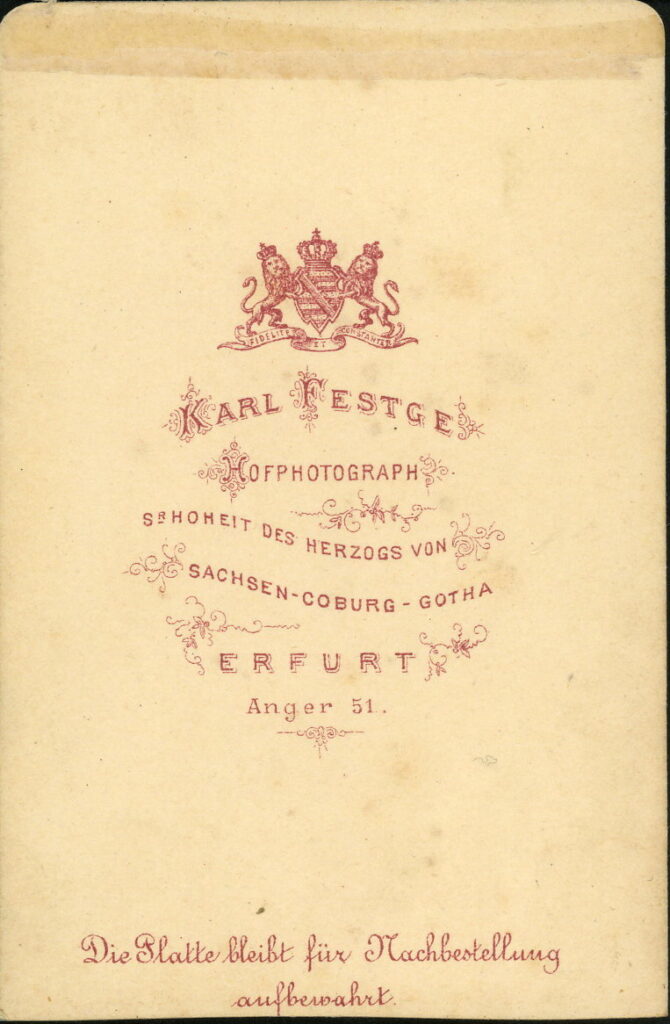 FIDELITER ET CONSTANTER
KARL FESTGE
HOFPHOTOGRAPH
SR HOHEIT DES HERZOGS VON
SACHSEN-COBURG-GOTHA
ERFURT
Anger 51.
Die Platte bleibt für Nachbestellung
aufbewahrt.